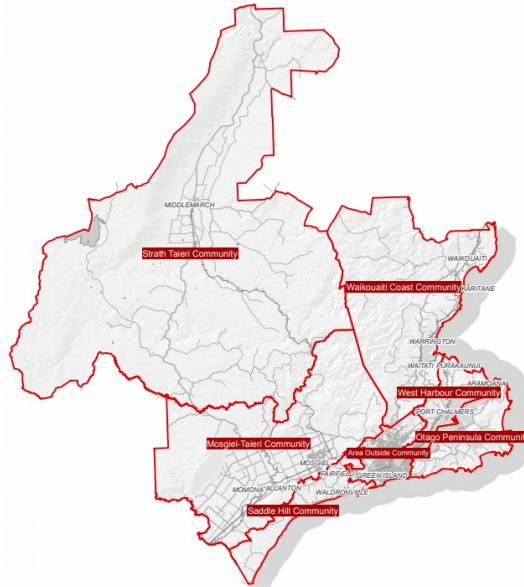 MIDDLEMARCH
Strath Taieri Community
WAIKOUAITI
Waikouaiti Coast Community
KARITANE
WARRINGTON
WAITATI
PURAKAUNUI
ARAMOANA
West Harbour Community
PORT CHALMERS
Otago Peninsula Communit
Mosgiel-Taieri Community
Area Outside Community
MOSGIEL
FAIRFIELD
GREEN ISLAND
MOMONA
ALLANTON
WALDRONVILLE
Saddle Hill Community